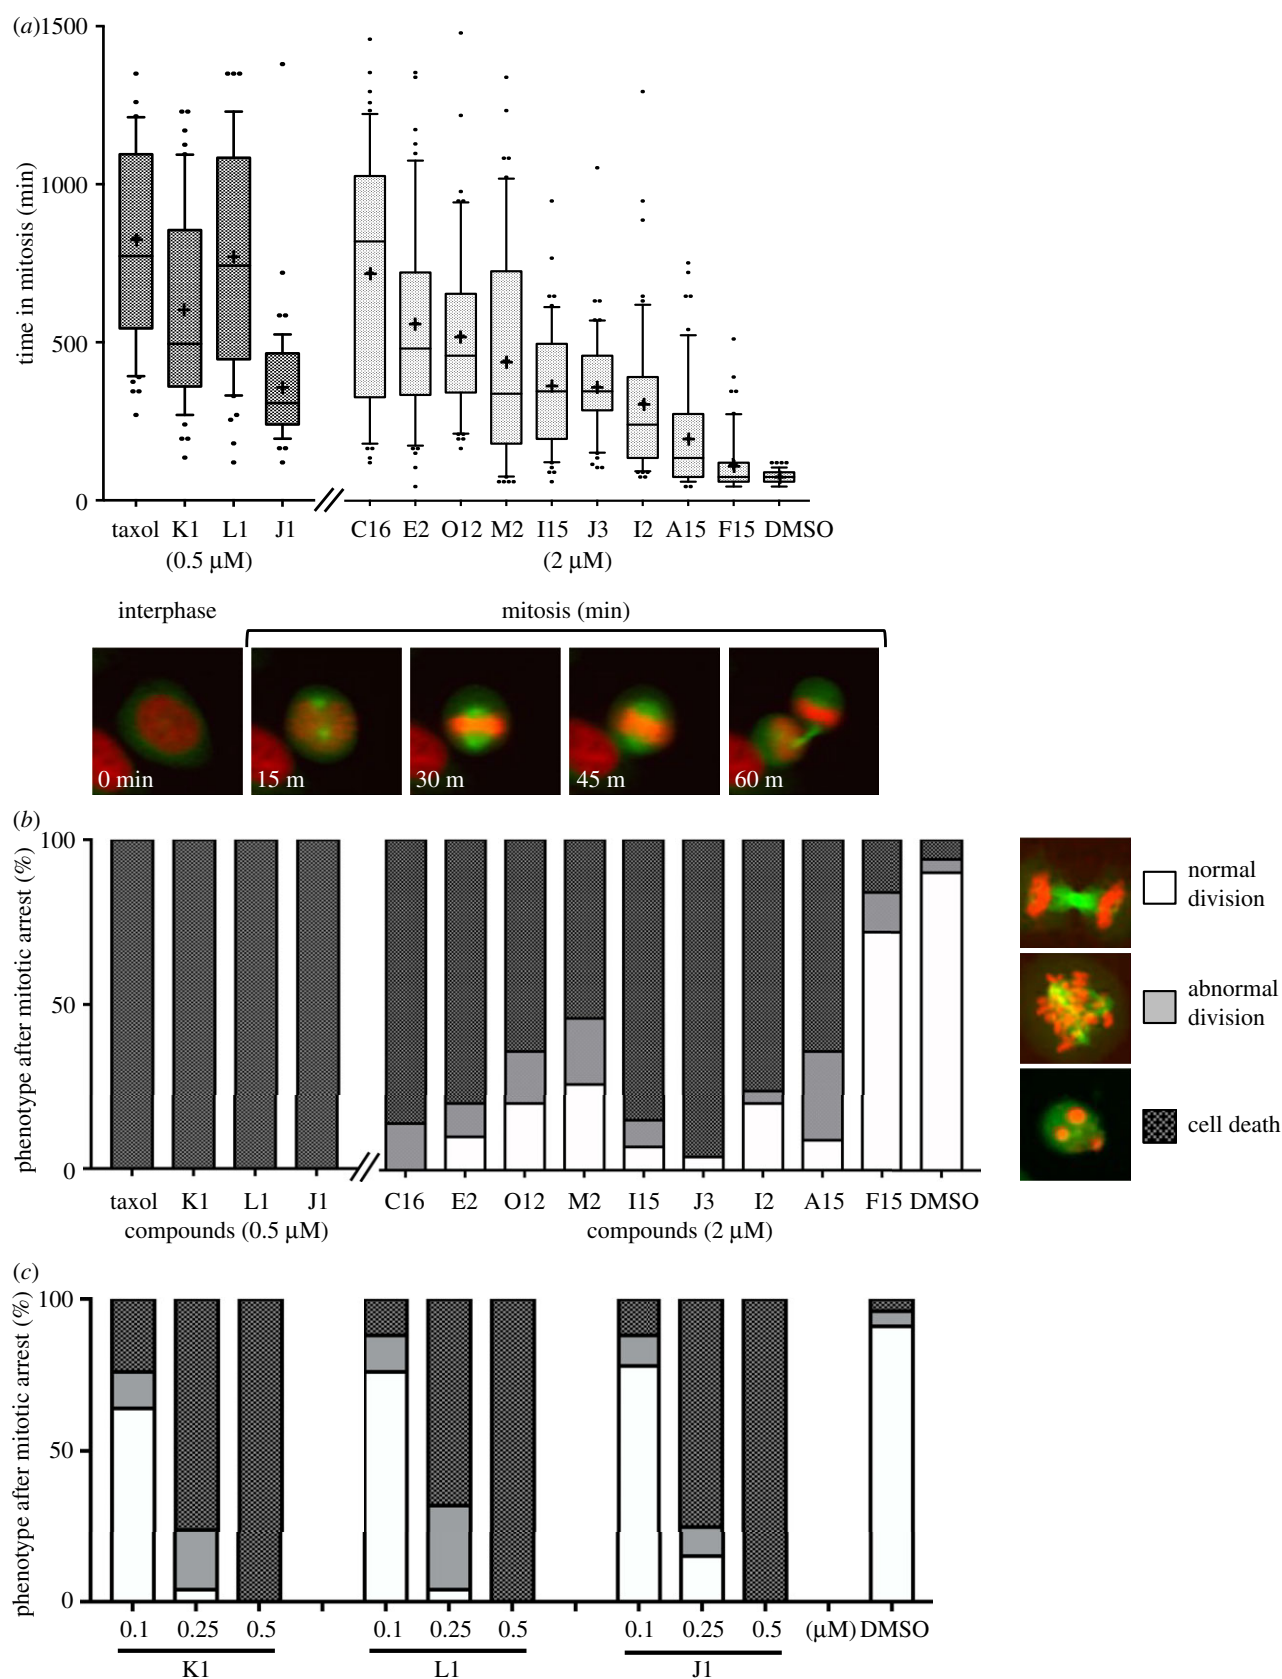 (a)
1500
1000
500
0
time in mitosis (min)
taxol K1 L1 J1 C16 E2 O12 M2 I15 J3 I2 A15 F15 DMSO
(0.5 µM) (2 µM)
interphase mitosis (min)
0 min 15 m 30 m 45 m 60 m
(b)
100
50
0
phenotype after mitotic arrest (%)
taxol K1 L1 J1 C16 E2 O12 M2 I15 J3 I2 A15 F15 DMSO
compounds (0.5 µM) compounds (2 µM)
normal
division
abnormal
division
cell death
(c)
100
50
0
phenotype after mitotic arrest (%)
0.1 0.25 0.5 0.1 0.25 0.5 0.1 0.25 0.5 (µM) DMSO
K1 L1 J1